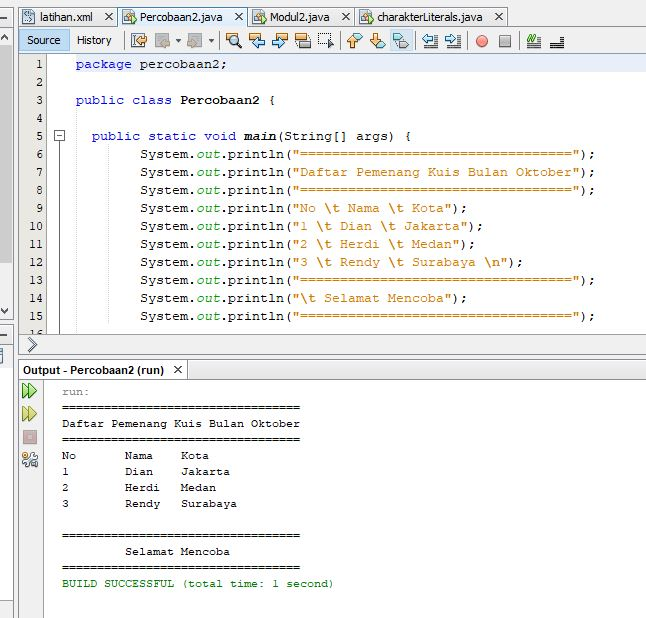 latihan.xml Percobaan2.java Modul2.java charakterLiterals.java
Source History
1 package percobaan2;
2
3 public class Percobaan2 {
4
5 public static void main(String[] args) {
6 System.out.println("==================================");
7 System.out.println("Daftar Pemenang Kuis Bulan Oktober");
8 System.out.println("==================================");
9 System.out.println("No \t Nama \t Kota");
10 System.out.println("1 \t Dian \t Jakarta");
11 System.out.println("2 \t Herdi \t Medan");
12 System.out.println("3 \t Rendy \t Surabaya \n");
13 System.out.println("==================================");
14 System.out.println("\t Selamat Mencoba");
15 System.out.println("==================================");
16
Output - Percobaan2 (run)
run:
==================================
Daftar Pemenang Kuis Bulan Oktober
==================================
No Nama Kota
1 Dian Jakarta
2 Herdi Medan
3 Rendy Surabaya
==================================
Selamat Mencoba
==================================
BUILD SUCCESSFUL (total time: 1 second)